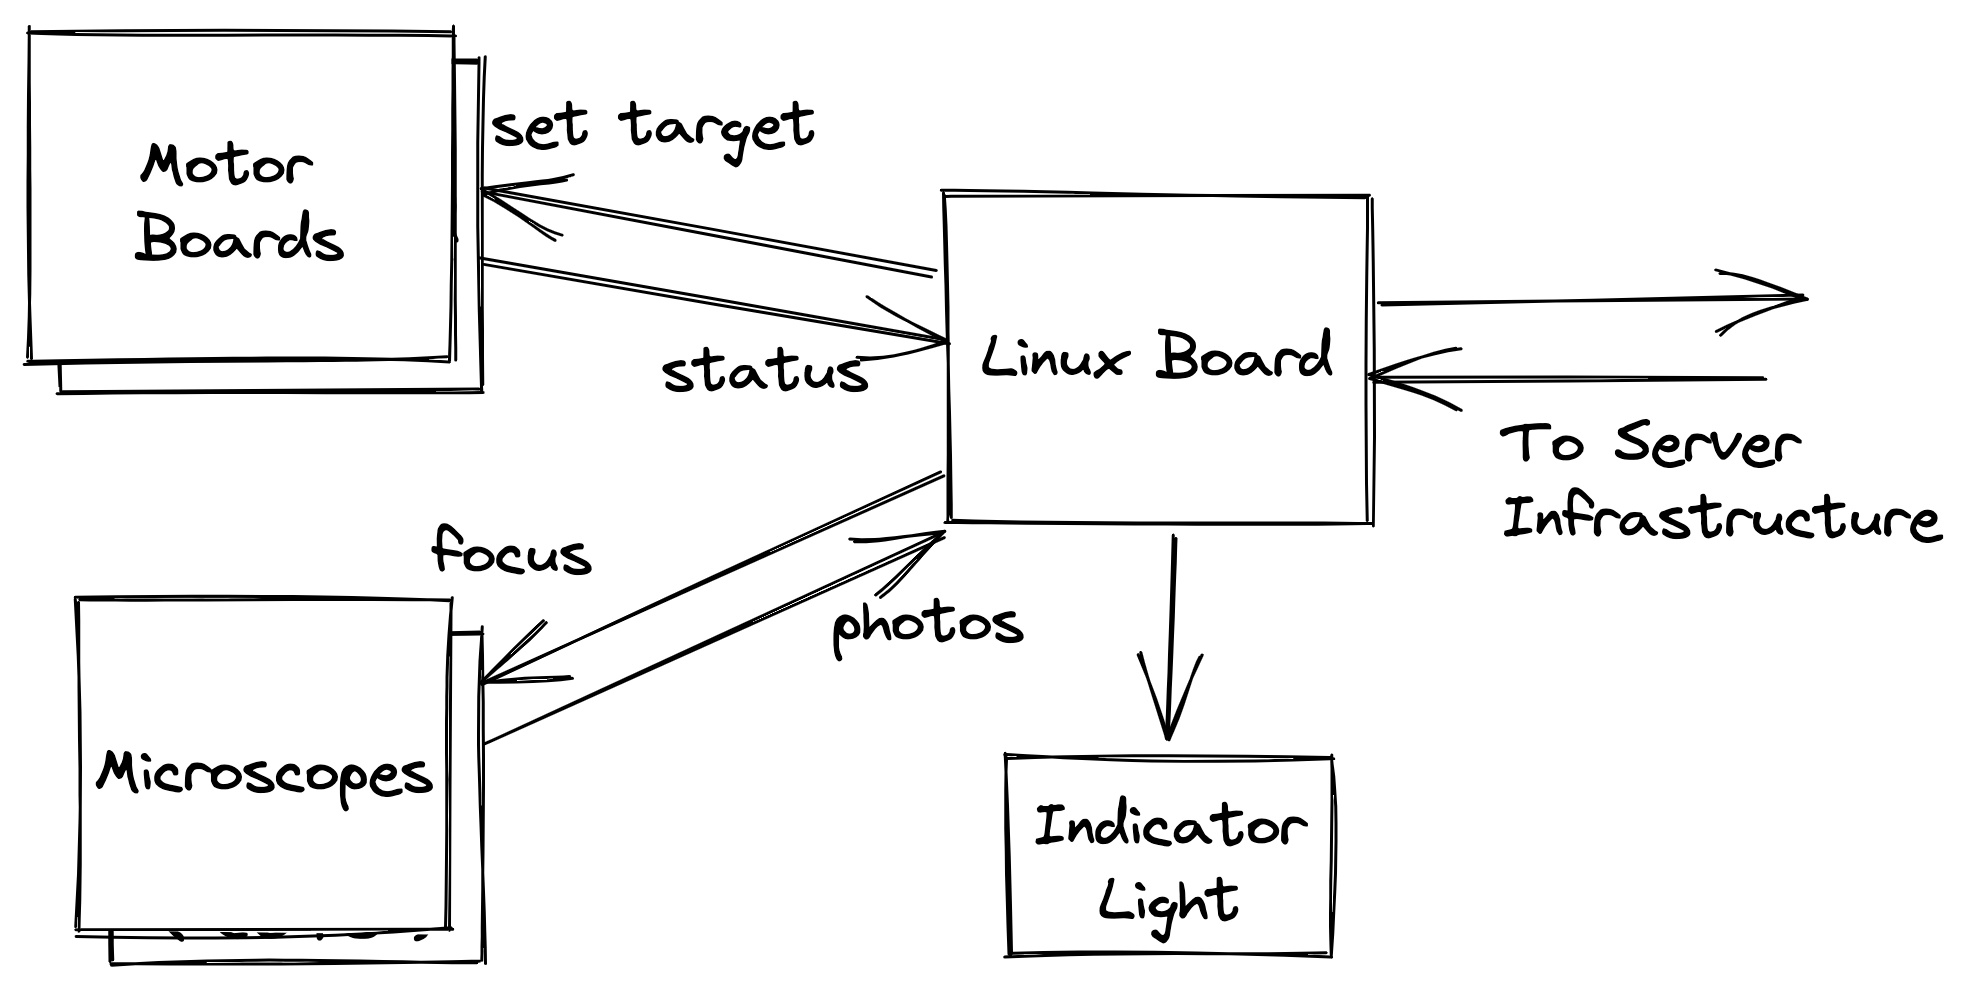 Motor
Boards
set target
status
Linux Board
To Server
Infrastructure
focus
photos
Microscopes
Indicator
Light